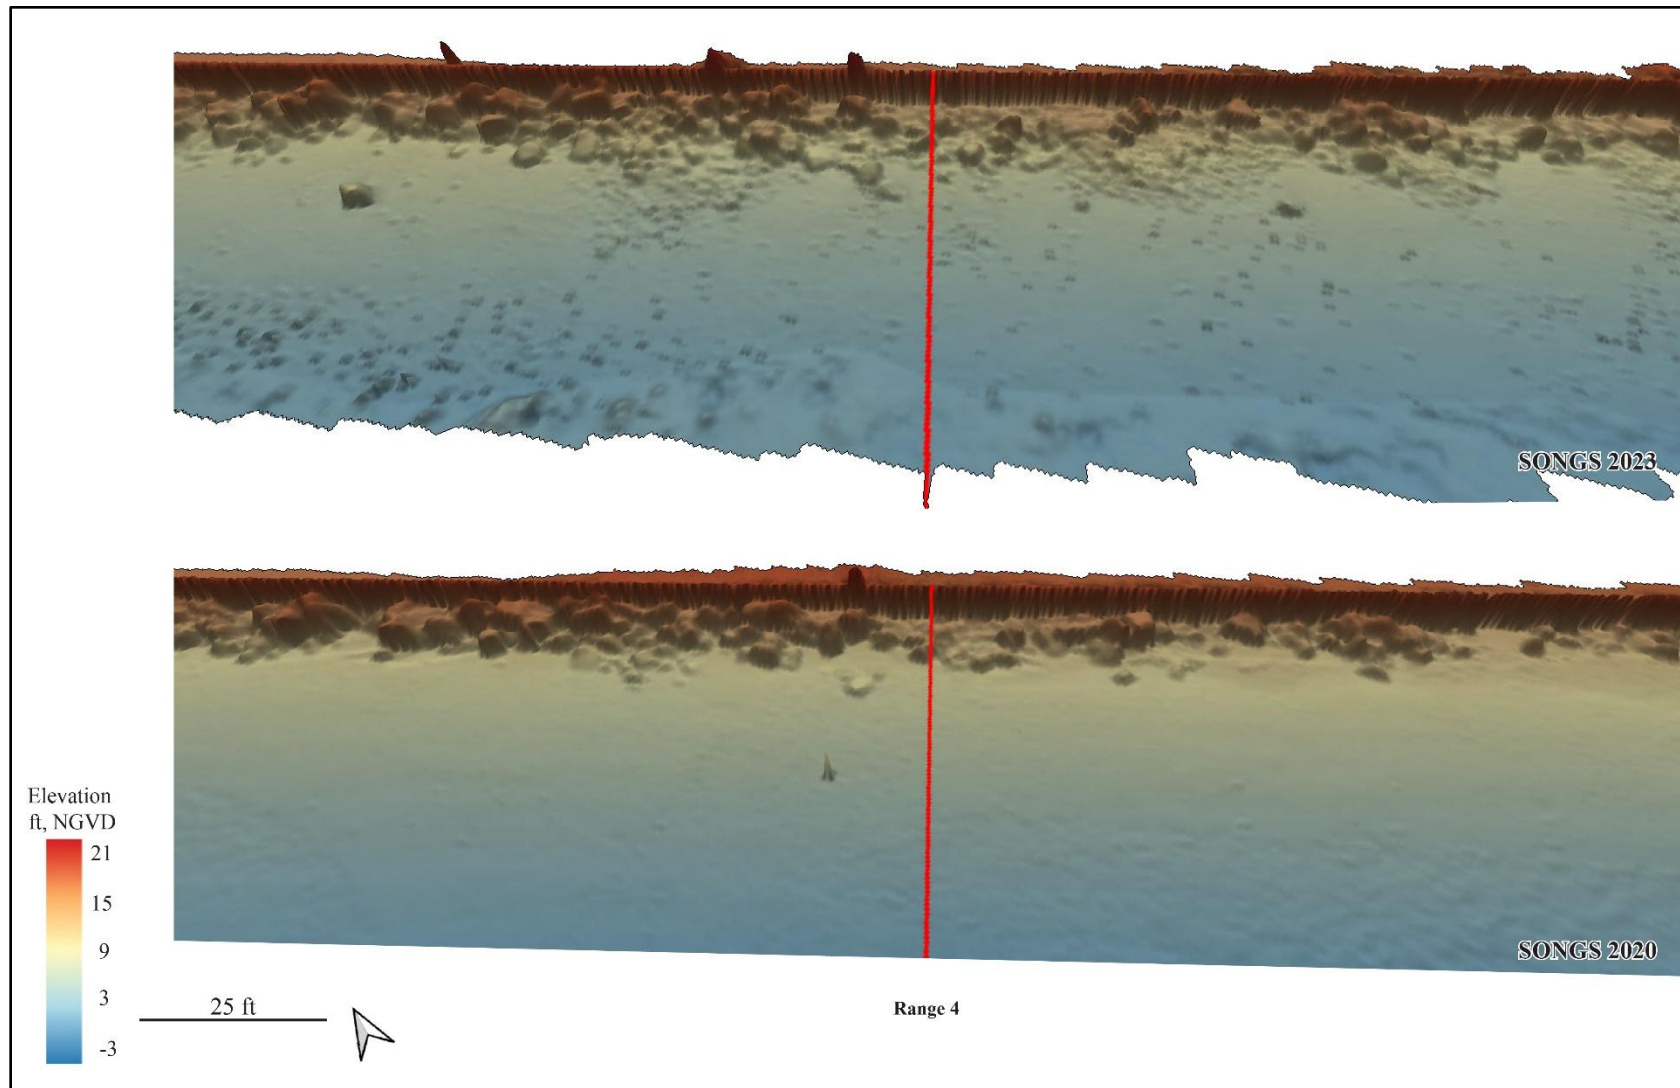 SONGS 2023
SONGS 2020
Elevation
ft, NGVD
21
15
9
3
-3
25 ft
Range 4